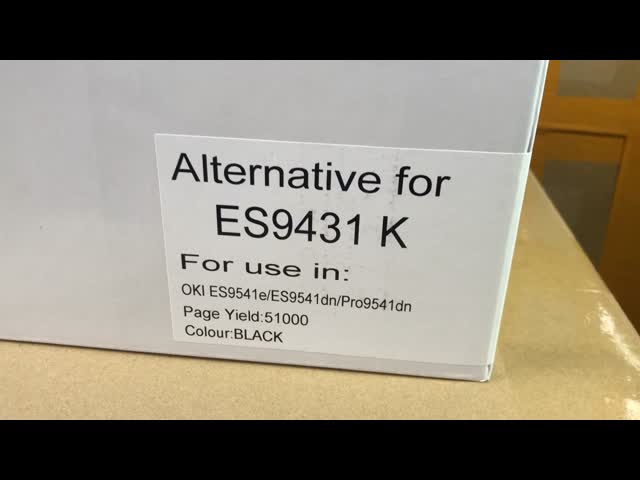 Alternative for
ES9431 K
For use in:
OKI ES9541e/ES9541dn/Pro9541dn
Page Yield:51000
Colour:BLACK